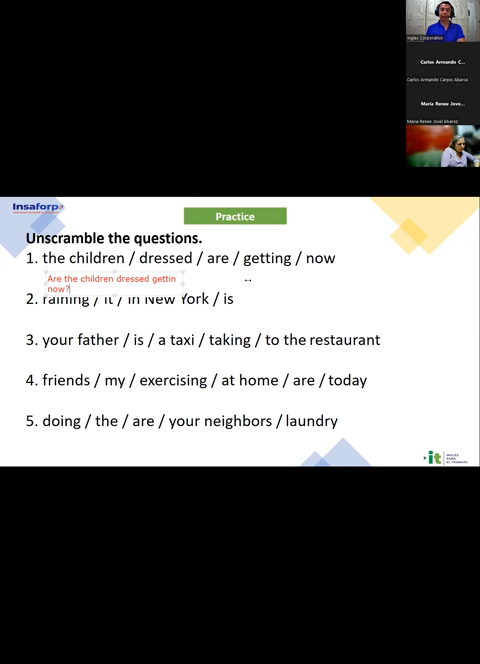 Ingles Corporativo
Carlos Armando C...
Carlos Armando Carpio Abarca
Maria Renee Jove...
Maria Renee Jovel Alvarez
Insaforp
Practice
Unscramble the questions.
1. the children / dressed / are / getting / now
Are the children dressed gettin
now?
2. raining / it / in New York / is
3. your father / is / a taxi / taking / to the restaurant
4. friends / my / exercising / at home / are / today
5. doing / the / are / your neighbors / laundry
it
INGLÉS
PARA
EL TRABAJO